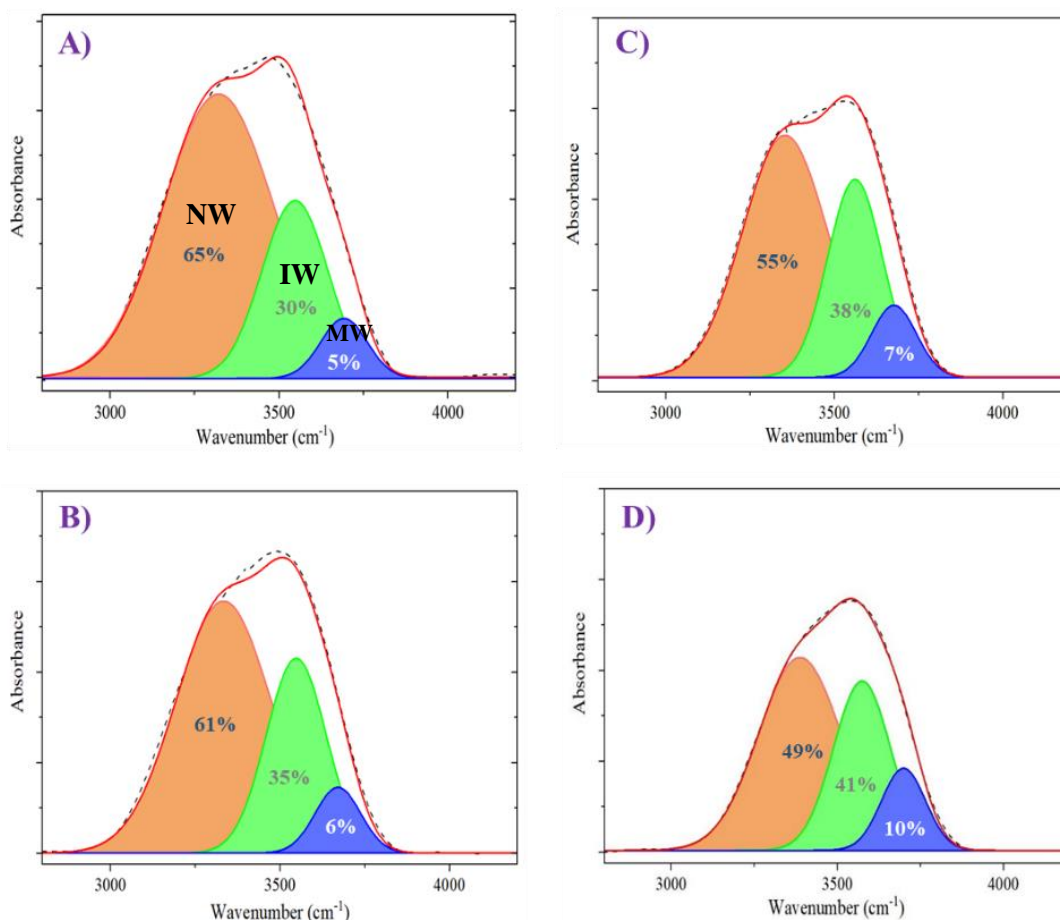 A)
Absorbance
NW
65%
IW
30%
MW
5%
3000
3500
4000
Wavenumber (cm⁻¹)
C)
Absorbance
55%
38%
7%
3000
3500
4000
Wavenumber (cm⁻¹)
B)
Absorbance
61%
35%
6%
3000
3500
4000
Wavenumber (cm⁻¹)
D)
Absorbance
49%
41%
10%
3000
3500
4000
Wavenumber (cm⁻¹)